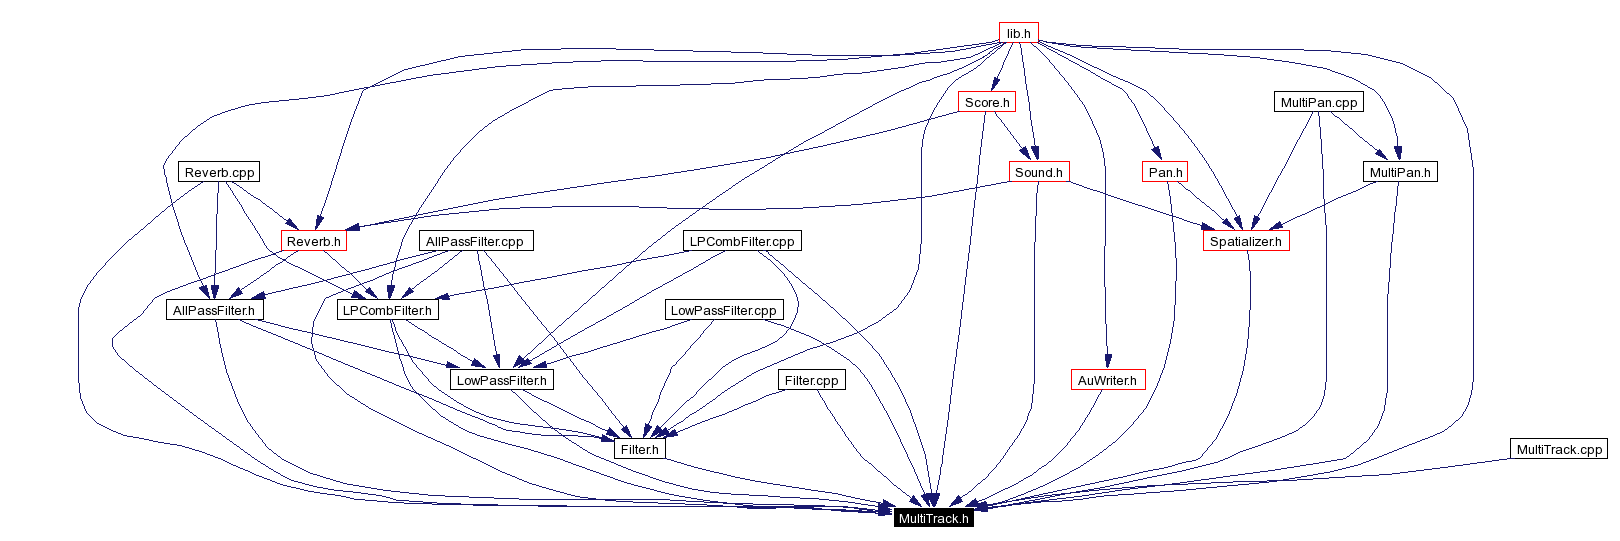 lib.h
Score.h
MultiPan.cpp
Reverb.cpp
Sound.h
Pan.h
MultiPan.h
Reverb.h
AllPassFilter.cpp
LPCombFilter.cpp
Spatializer.h
AllPassFilter.h
LPCombFilter.h
LowPassFilter.cpp
LowPassFilter.h
Filter.cpp
AuWriter.h
Filter.h
MultiTrack.cpp
MultiTrack.h